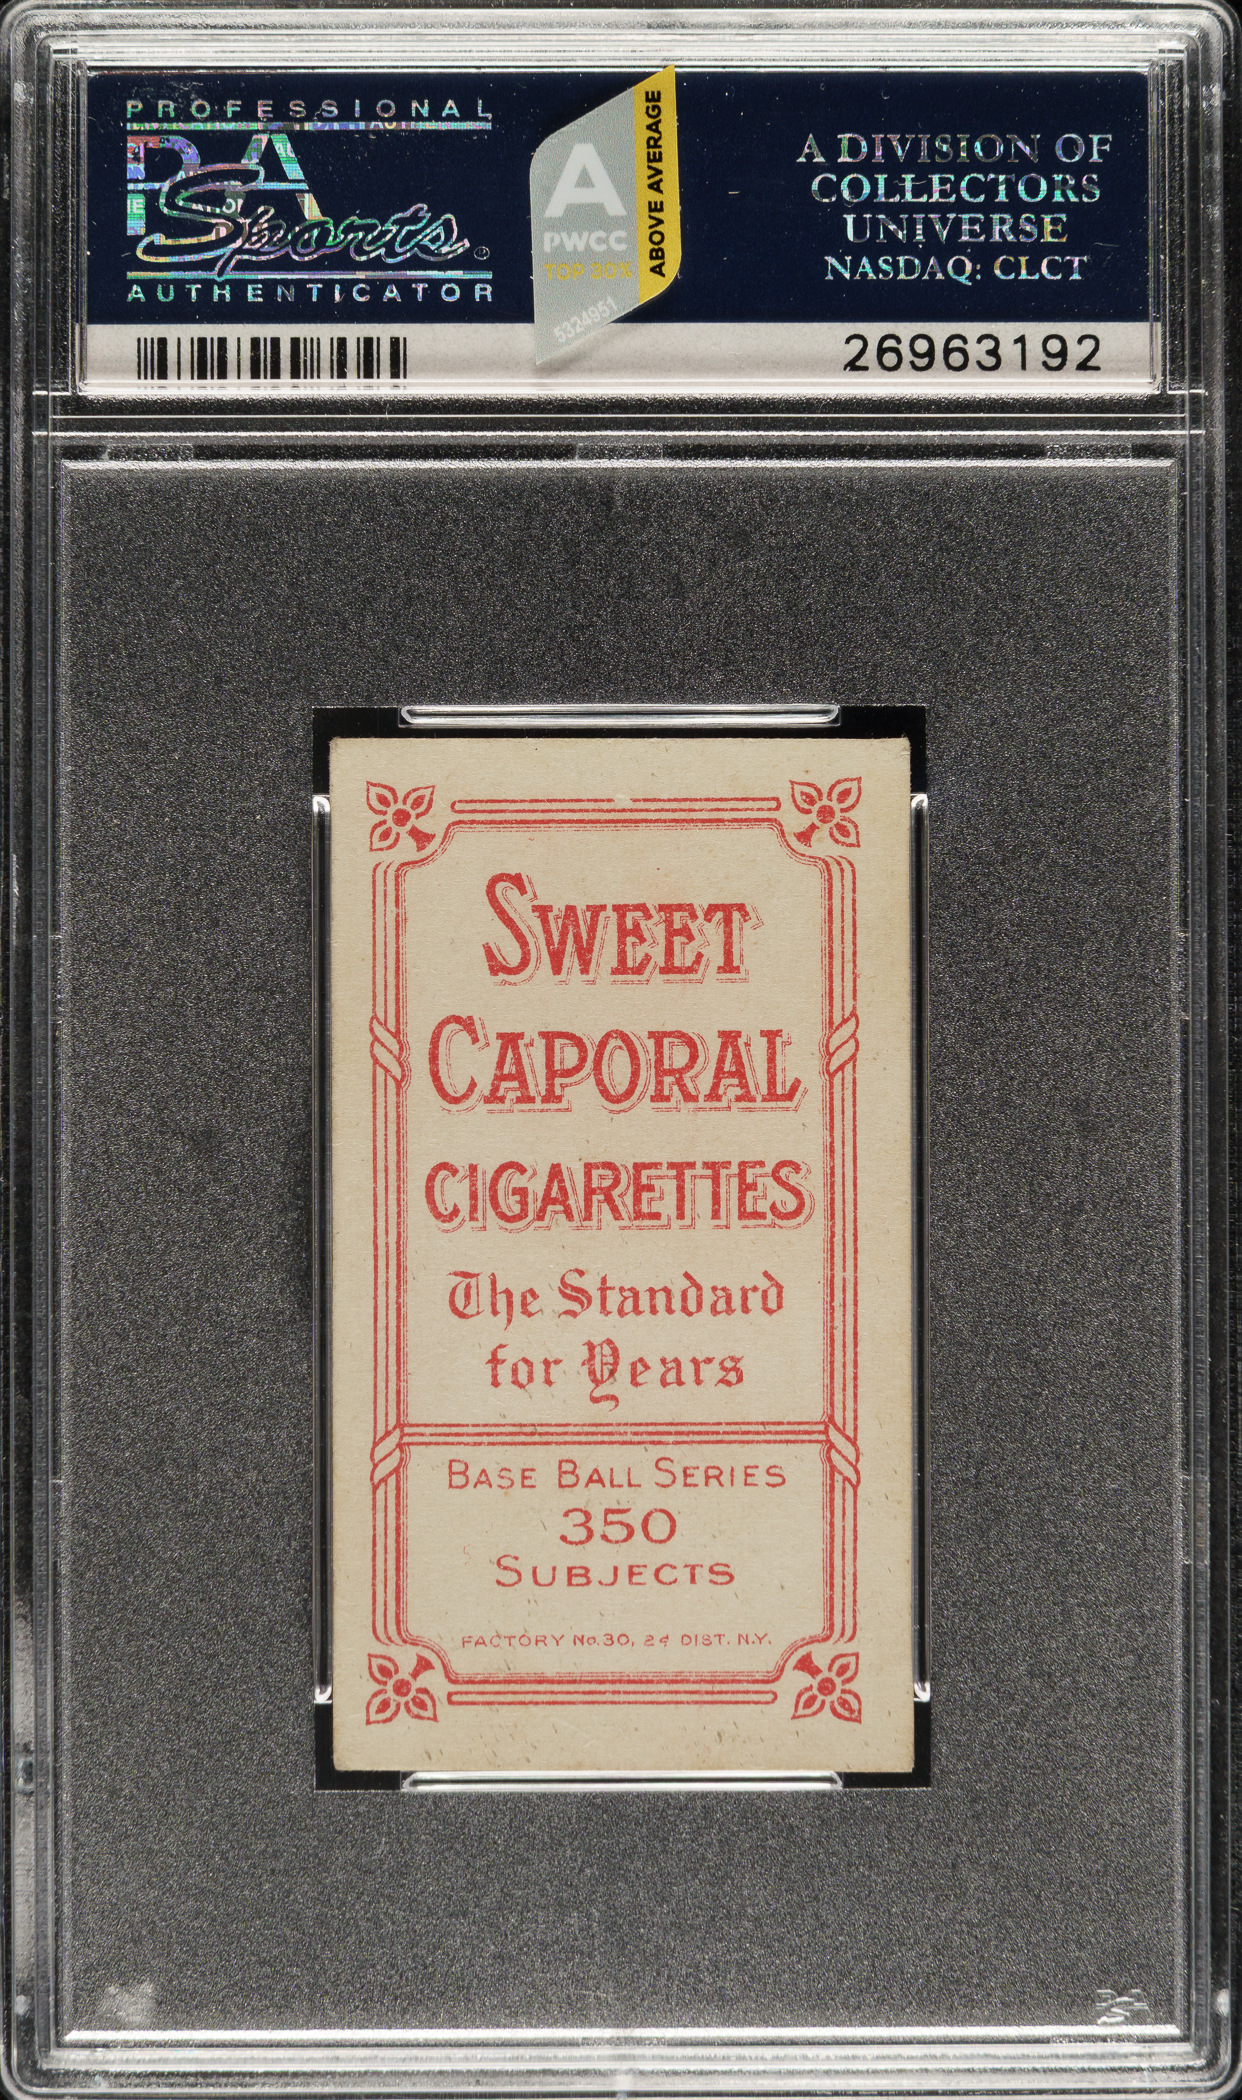 PROFESSIONAL
PSA
Sports
AUTHENTICATOR
A
PWCC
TOP 30%
5324951
ABOVE AVERAGE
A DIVISION OF
COLLECTORS
UNIVERSE
NASDAQ: CLCT
26963192
SWEET
CAPORAL
CIGARETTES
The Standard
for Years
BASE BALL SERIES
350
SUBJECTS
FACTORY No. 30, 2d DIST. N.Y.